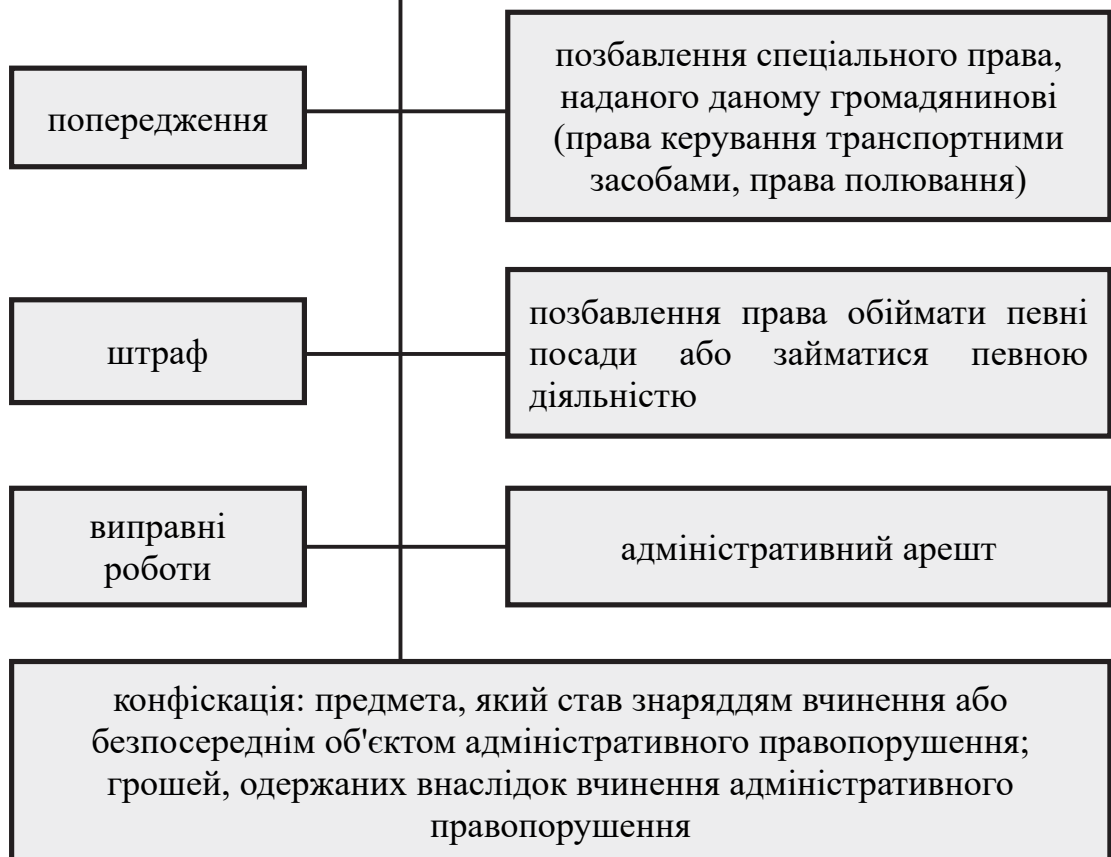 попередження
позбавлення спеціального права,
наданого даному громадянинові
(права керування транспортними
засобами, права полювання)
штраф
позбавлення права обіймати певні
посади або займатися певною
діяльністю
виправні
роботи
адміністративний арешт
конфіскація: предмета, який став знаряддям вчинення або
безпосереднім об'єктом адміністративного правопорушення;
грошей, одержаних внаслідок вчинення адміністративного
правопорушення